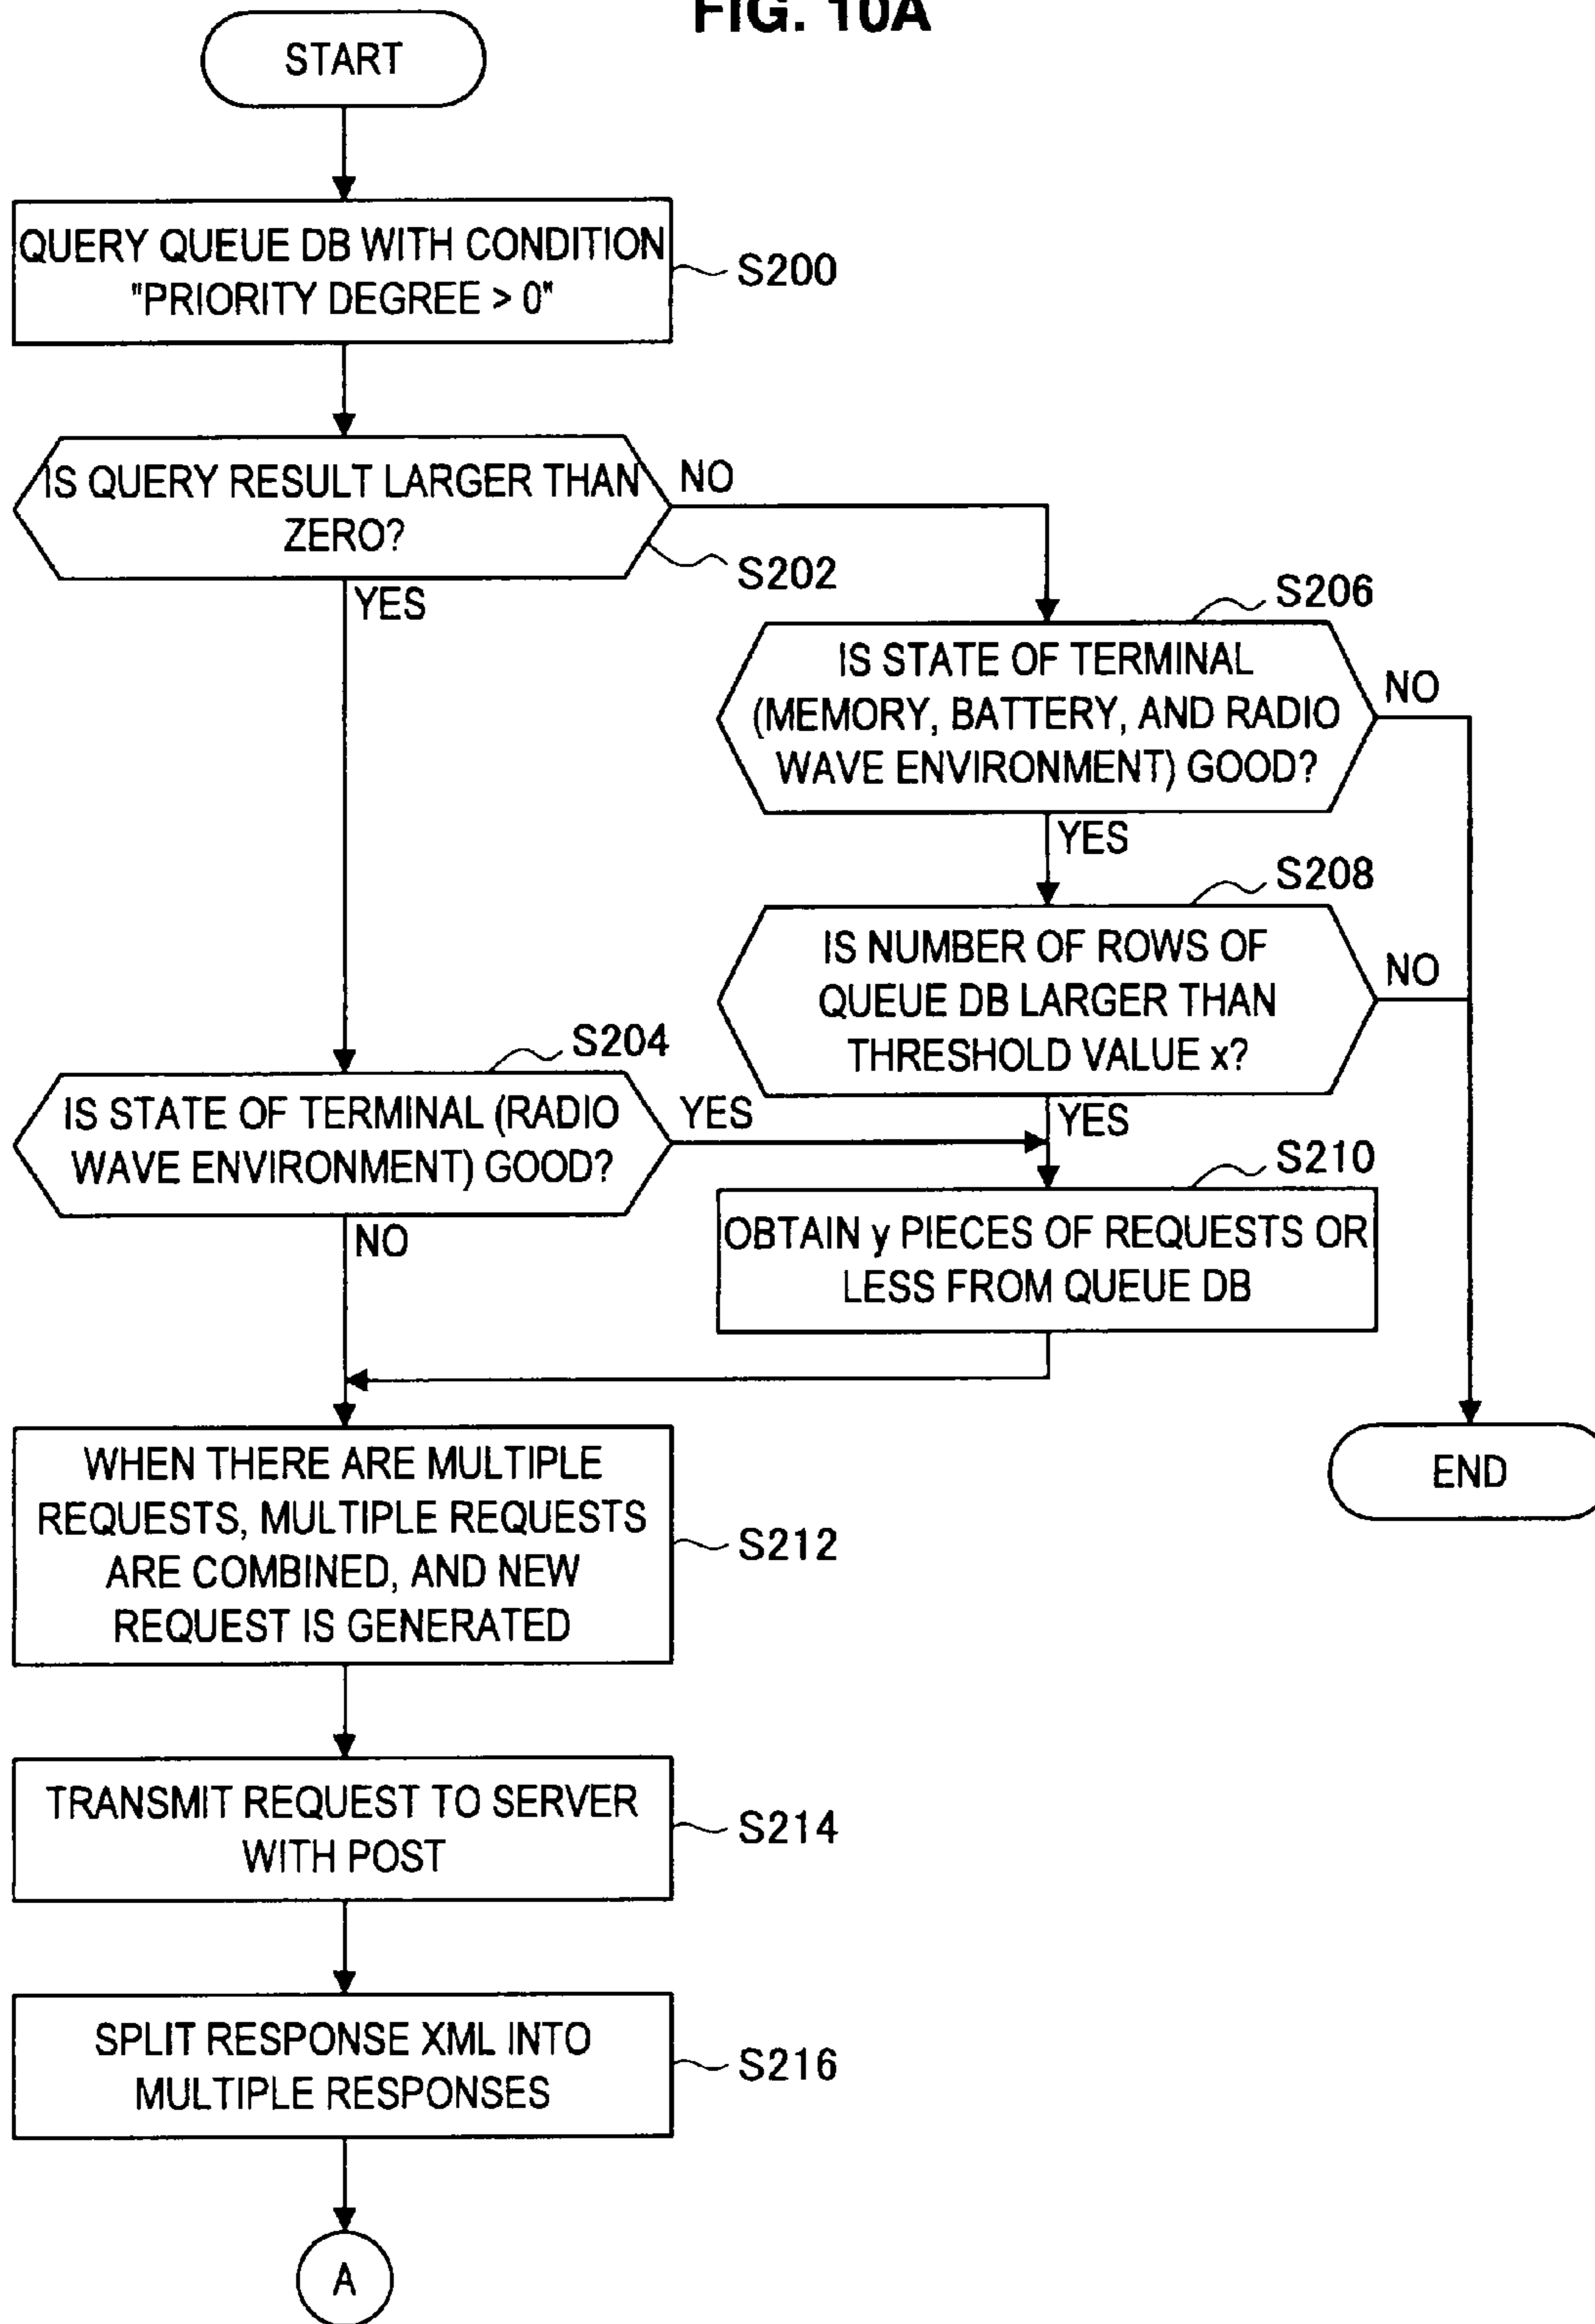 FIG. 10A
START
QUERY QUEUE DB WITH CONDITION
"PRIORITY DEGREE > 0"
S200
IS QUERY RESULT LARGER THAN
ZERO?
NO
S202
YES
S206
IS STATE OF TERMINAL
(MEMORY, BATTERY, AND RADIO
WAVE ENVIRONMENT) GOOD?
NO
YES
S208
IS NUMBER OF ROWS OF
QUEUE DB LARGER THAN
THRESHOLD VALUE x?
NO
YES
S204
IS STATE OF TERMINAL (RADIO
WAVE ENVIRONMENT) GOOD?
YES
NO
S210
OBTAIN y PIECES OF REQUESTS OR
LESS FROM QUEUE DB
END
WHEN THERE ARE MULTIPLE
REQUESTS, MULTIPLE REQUESTS
ARE COMBINED, AND NEW
REQUEST IS GENERATED
S212
TRANSMIT REQUEST TO SERVER
WITH POST
S214
SPLIT RESPONSE XML INTO
MULTIPLE RESPONSES
S216
A